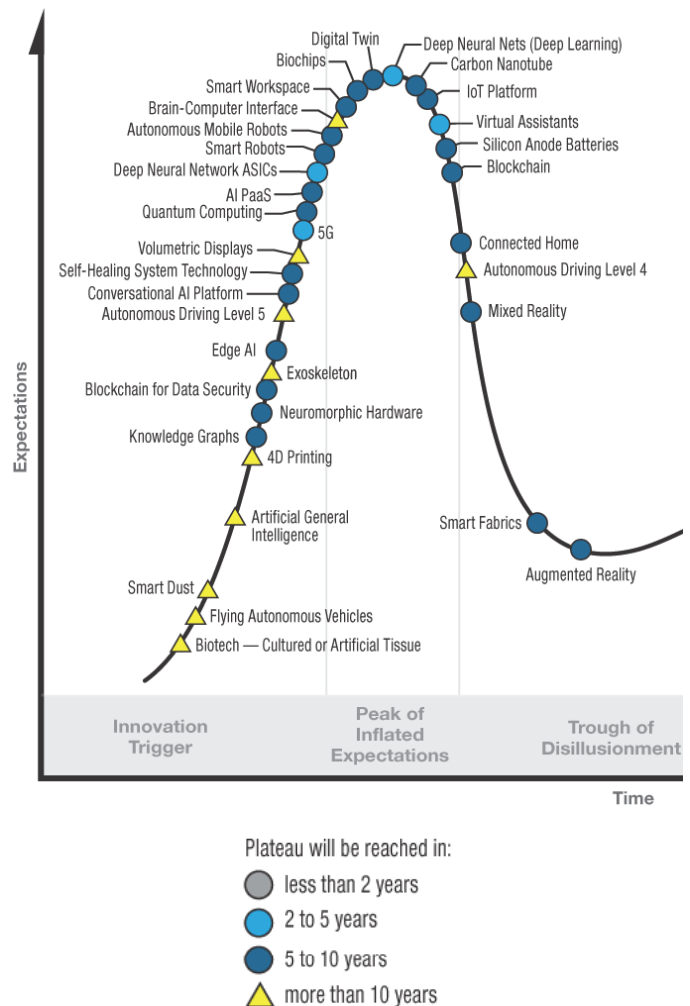 Digital Twin
Deep Neural Nets (Deep Learning)
Biochips
Carbon Nanotube
Smart Workspace
IoT Platform
Brain-Computer Interface
Virtual Assistants
Autonomous Mobile Robots
Silicon Anode Batteries
Smart Robots
Blockchain
Deep Neural Network ASICs
AI PaaS
Quantum Computing
5G
Connected Home
Volumetric Displays
Autonomous Driving Level 4
Self-Healing System Technology
Conversational AI Platform
Mixed Reality
Autonomous Driving Level 5
Edge AI
Exoskeleton
Blockchain for Data Security
Neuromorphic Hardware
Knowledge Graphs
4D Printing
Artificial General
Intelligence
Smart Fabrics
Augmented Reality
Smart Dust
Flying Autonomous Vehicles
Biotech — Cultured or Artificial Tissue
Expectations
Innovation
Trigger
Peak of
Inflated
Expectations
Trough of
Disillusionment
Time
Plateau will be reached in:
less than 2 years
2 to 5 years
5 to 10 years
more than 10 years